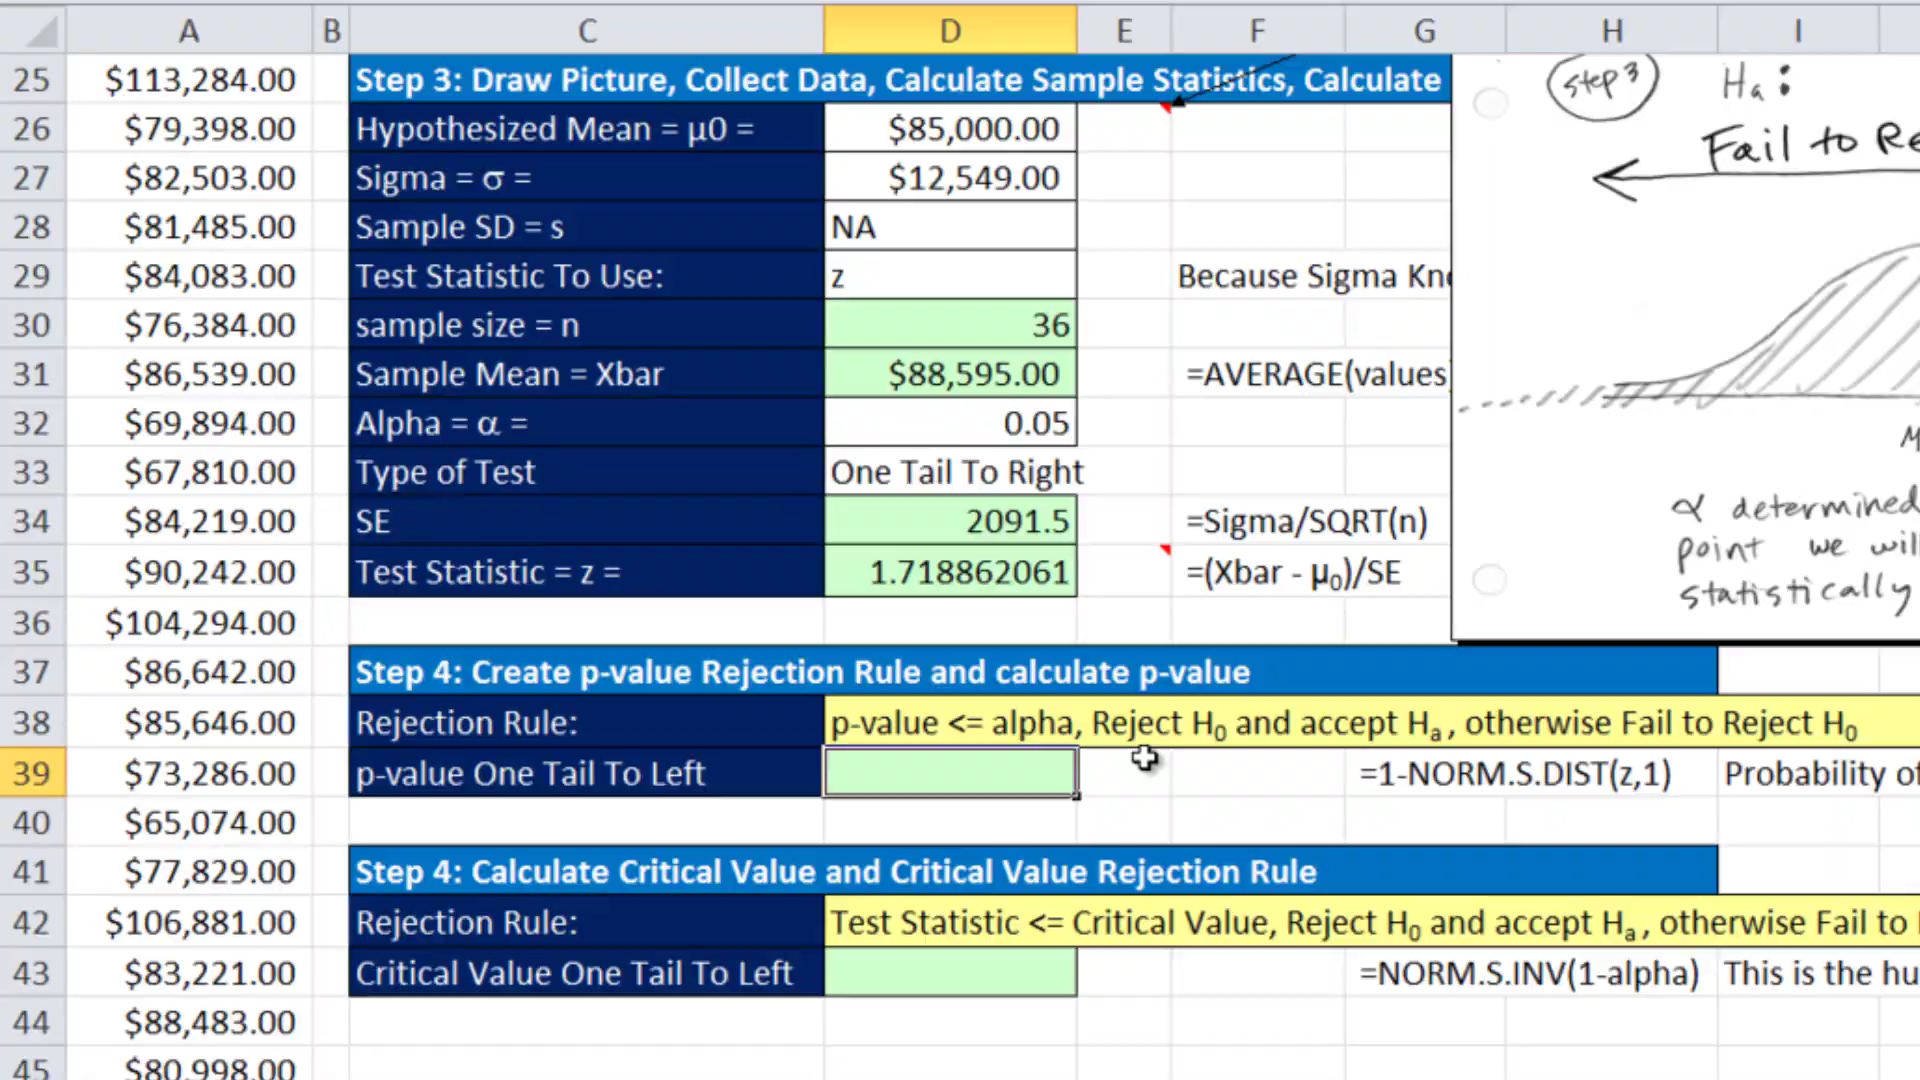 A B C D E F G H I
25 $113,284.00 Step 3: Draw Picture, Collect Data, Calculate Sample Statistics, Calculate
26 $79,398.00 Hypothesized Mean = µ0 = $85,000.00
27 $82,503.00 Sigma = σ = $12,549.00
28 $81,485.00 Sample SD = s NA
29 $84,083.00 Test Statistic To Use: z Because Sigma
30 $76,384.00 sample size = n 36
31 $86,539.00 Sample Mean = Xbar $88,595.00 =AVERAGE(values)
32 $69,894.00 Alpha = α = 0.05
33 $67,810.00 Type of Test One Tail To Right
34 $84,219.00 SE 2091.5 =Sigma/SQRT(n)
35 $90,242.00 Test Statistic = z = 1.718862061 =(Xbar - µ₀)/SE
36 $104,294.00
37 $86,642.00 Step 4: Create p-value Rejection Rule and calculate p-value
38 $85,646.00 Rejection Rule: p-value <= alpha, Reject H₀ and accept Hₐ, otherwise Fail to Reject H₀
39 $73,286.00 p-value One Tail To Left =1-NORM.S.DIST(z,1) Probability of
40 $65,074.00
41 $77,829.00 Step 4: Calculate Critical Value and Critical Value Rejection Rule
42 $106,881.00 Rejection Rule: Test Statistic <= Critical Value, Reject H₀ and accept Hₐ, otherwise Fail to
43 $83,221.00 Critical Value One Tail To Left =NORM.S.INV(1-alpha) This is the
44 $88,483.00
45 $80,998.00
step 3 Ha:
Fail to
α determined
point we
statistically